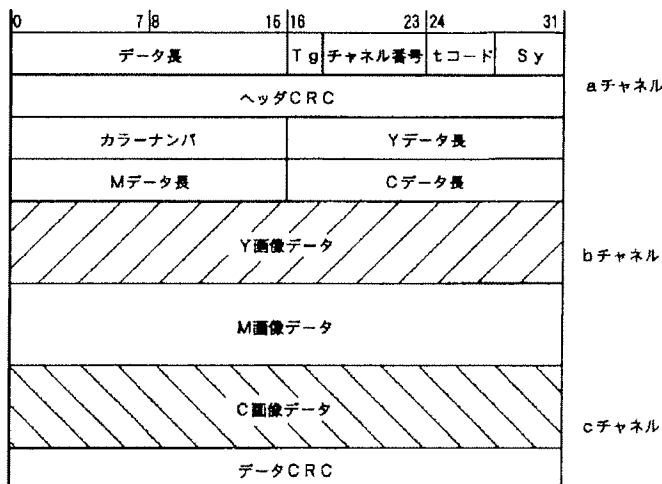 0 7 8 15 16 23 24 31
データ長 Tg チャネル番号 tコード Sy
aチャネル
ヘッダCRC
カラーナンバ Yデータ長
Mデータ長 Cデータ長
Y画像データ
bチャネル
M画像データ
C画像データ
cチャネル
データCRC